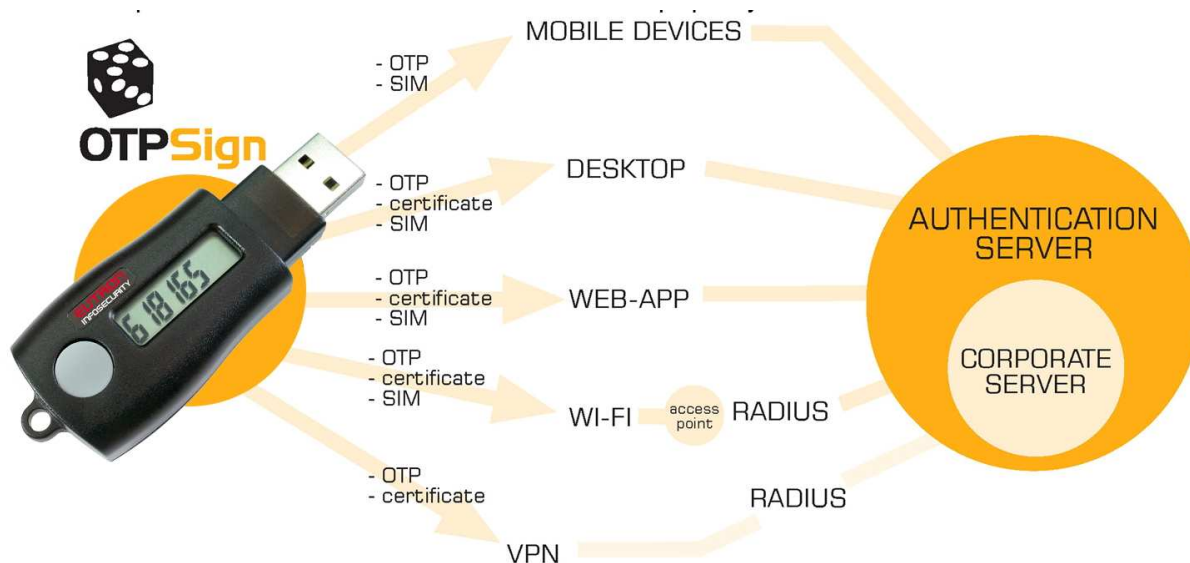 OTPSign
- OTP
- SIM
MOBILE DEVICES
- OTP
- certificate
- SIM
DESKTOP
- OTP
- certificate
- SIM
WEB-APP
- OTP
- certificate
- SIM
WI-FI
access
point
RADIUS
- OTP
- certificate
VPN
RADIUS
AUTHENTICATION
SERVER
CORPORATE
SERVER
INFOSECURITY
618165